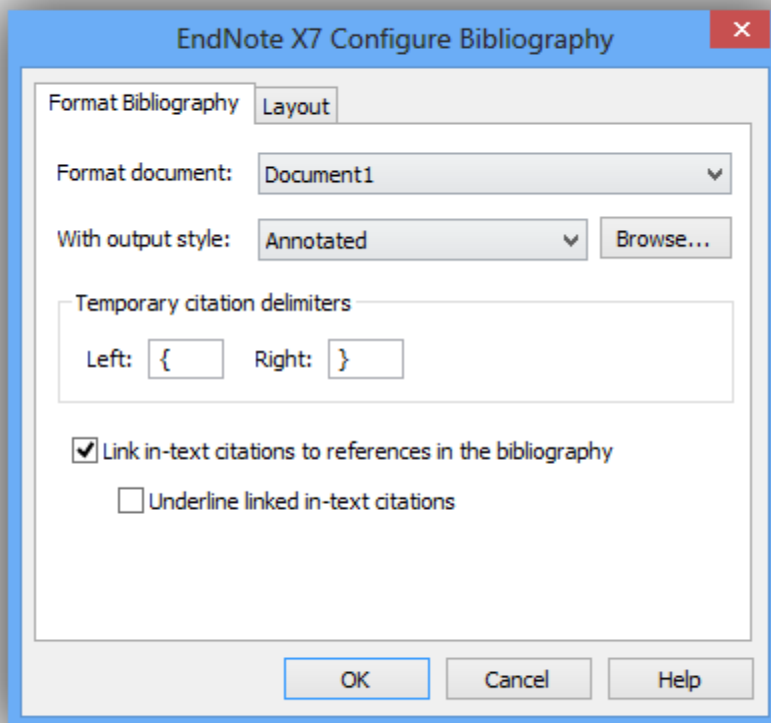 EndNote X7 Configure Bibliography
Format Bibliography Layout
Format document: Document1
With output style: Annotated Browse...
Temporary citation delimiters
Left: { Right: }
Link in-text citations to references in the bibliography
Underline linked in-text citations
OK Cancel Help